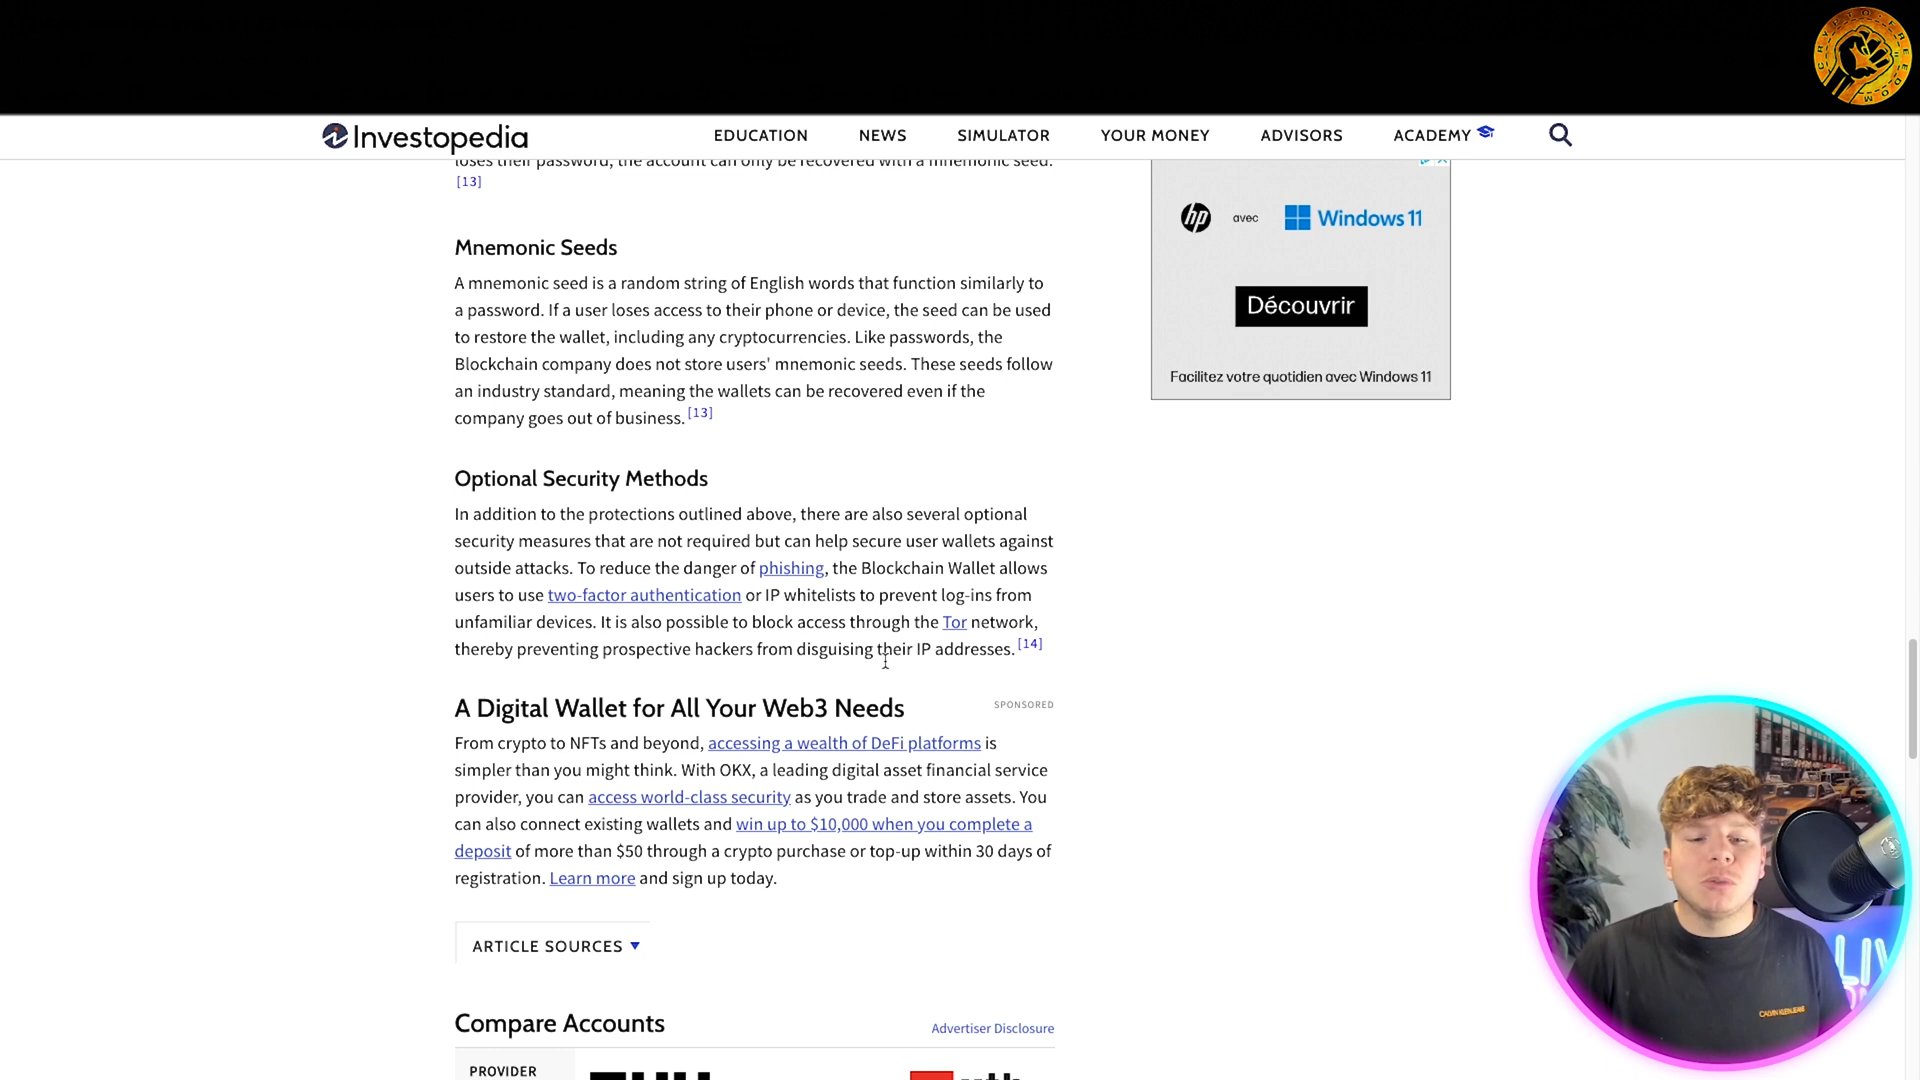 CRYPTO FREEDOM
Investopedia
EDUCATION
NEWS
SIMULATOR
YOUR MONEY
ADVISORS
ACADEMY
loses their password, the account can only be recovered with a mnemonic seed.
[13]
hp avec Windows 11
Découvrir
Facilitez votre quotidien avec Windows 11
Mnemonic Seeds
A mnemonic seed is a random string of English words that function similarly to
a password. If a user loses access to their phone or device, the seed can be used
to restore the wallet, including any cryptocurrencies. Like passwords, the
Blockchain company does not store users' mnemonic seeds. These seeds follow
an industry standard, meaning the wallets can be recovered even if the
company goes out of business. [13]
Optional Security Methods
In addition to the protections outlined above, there are also several optional
security measures that are not required but can help secure user wallets against
outside attacks. To reduce the danger of phishing, the Blockchain Wallet allows
users to use two-factor authentication or IP whitelists to prevent log-ins from
unfamiliar devices. It is also possible to block access through the Tor network,
thereby preventing prospective hackers from disguising their IP addresses. [14]
A Digital Wallet for All Your Web3 Needs
SPONSORED
From crypto to NFTs and beyond, accessing a wealth of DeFi platforms is
simpler than you might think. With OKX, a leading digital asset financial service
provider, you can access world-class security as you trade and store assets. You
can also connect existing wallets and win up to $10,000 when you complete a
deposit of more than $50 through a crypto purchase or top-up within 30 days of
registration. Learn more and sign up today.
ARTICLE SOURCES
Compare Accounts
Advertiser Disclosure
PROVIDER
LIV
CALVIN KLEIN JEANS